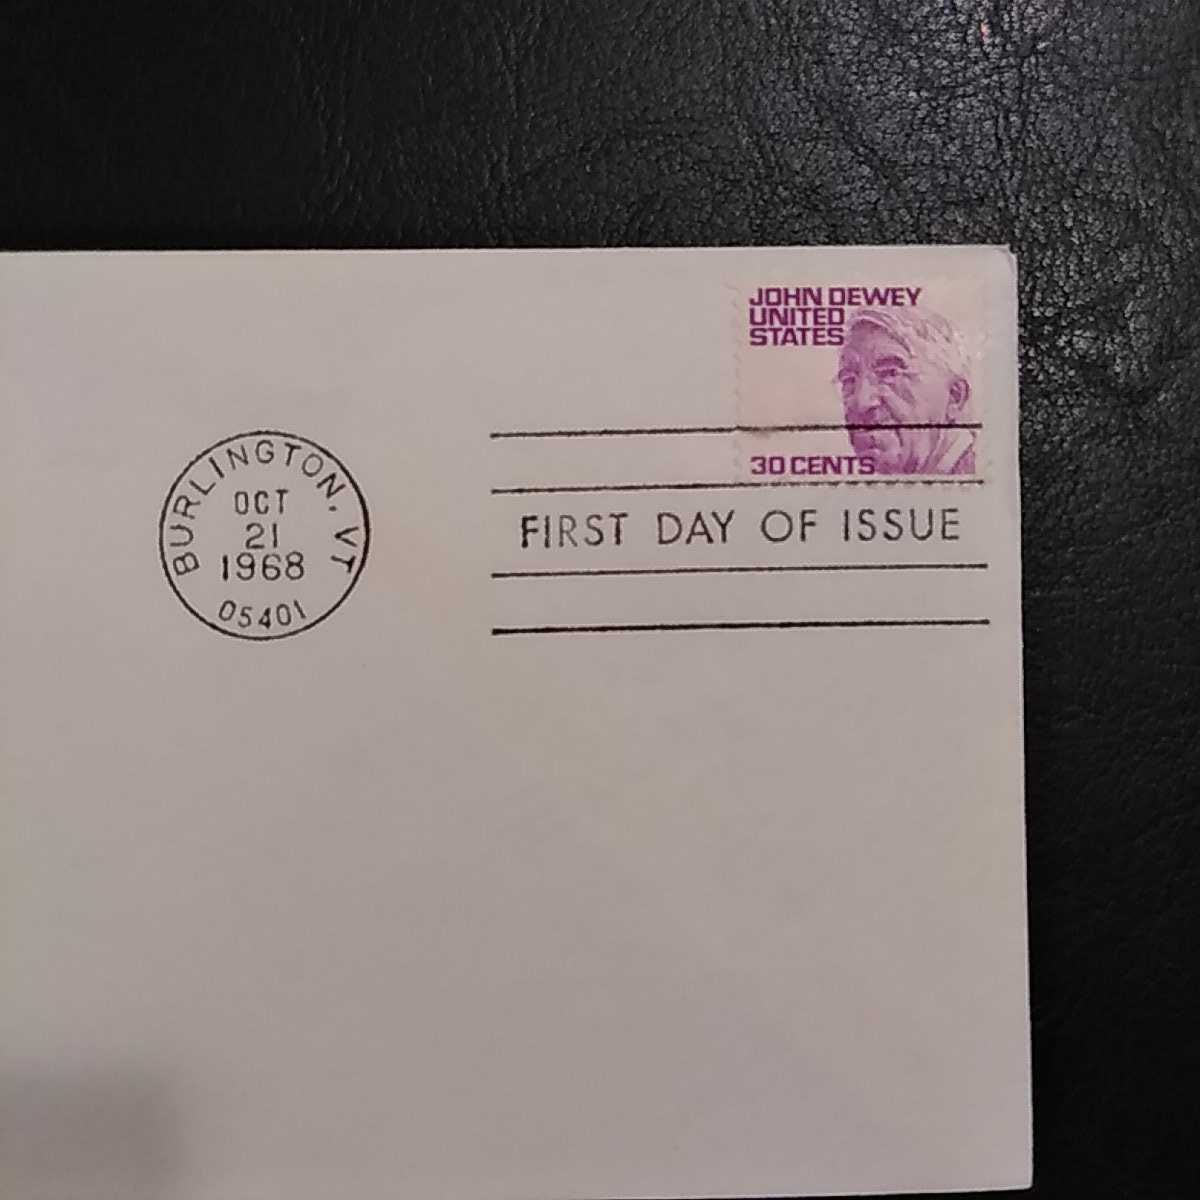 JOHN DEWEY
UNITED
STATES
30 CENTS
BURLINGTON, VT
OCT
21
1968
05401
FIRST DAY OF ISSUE